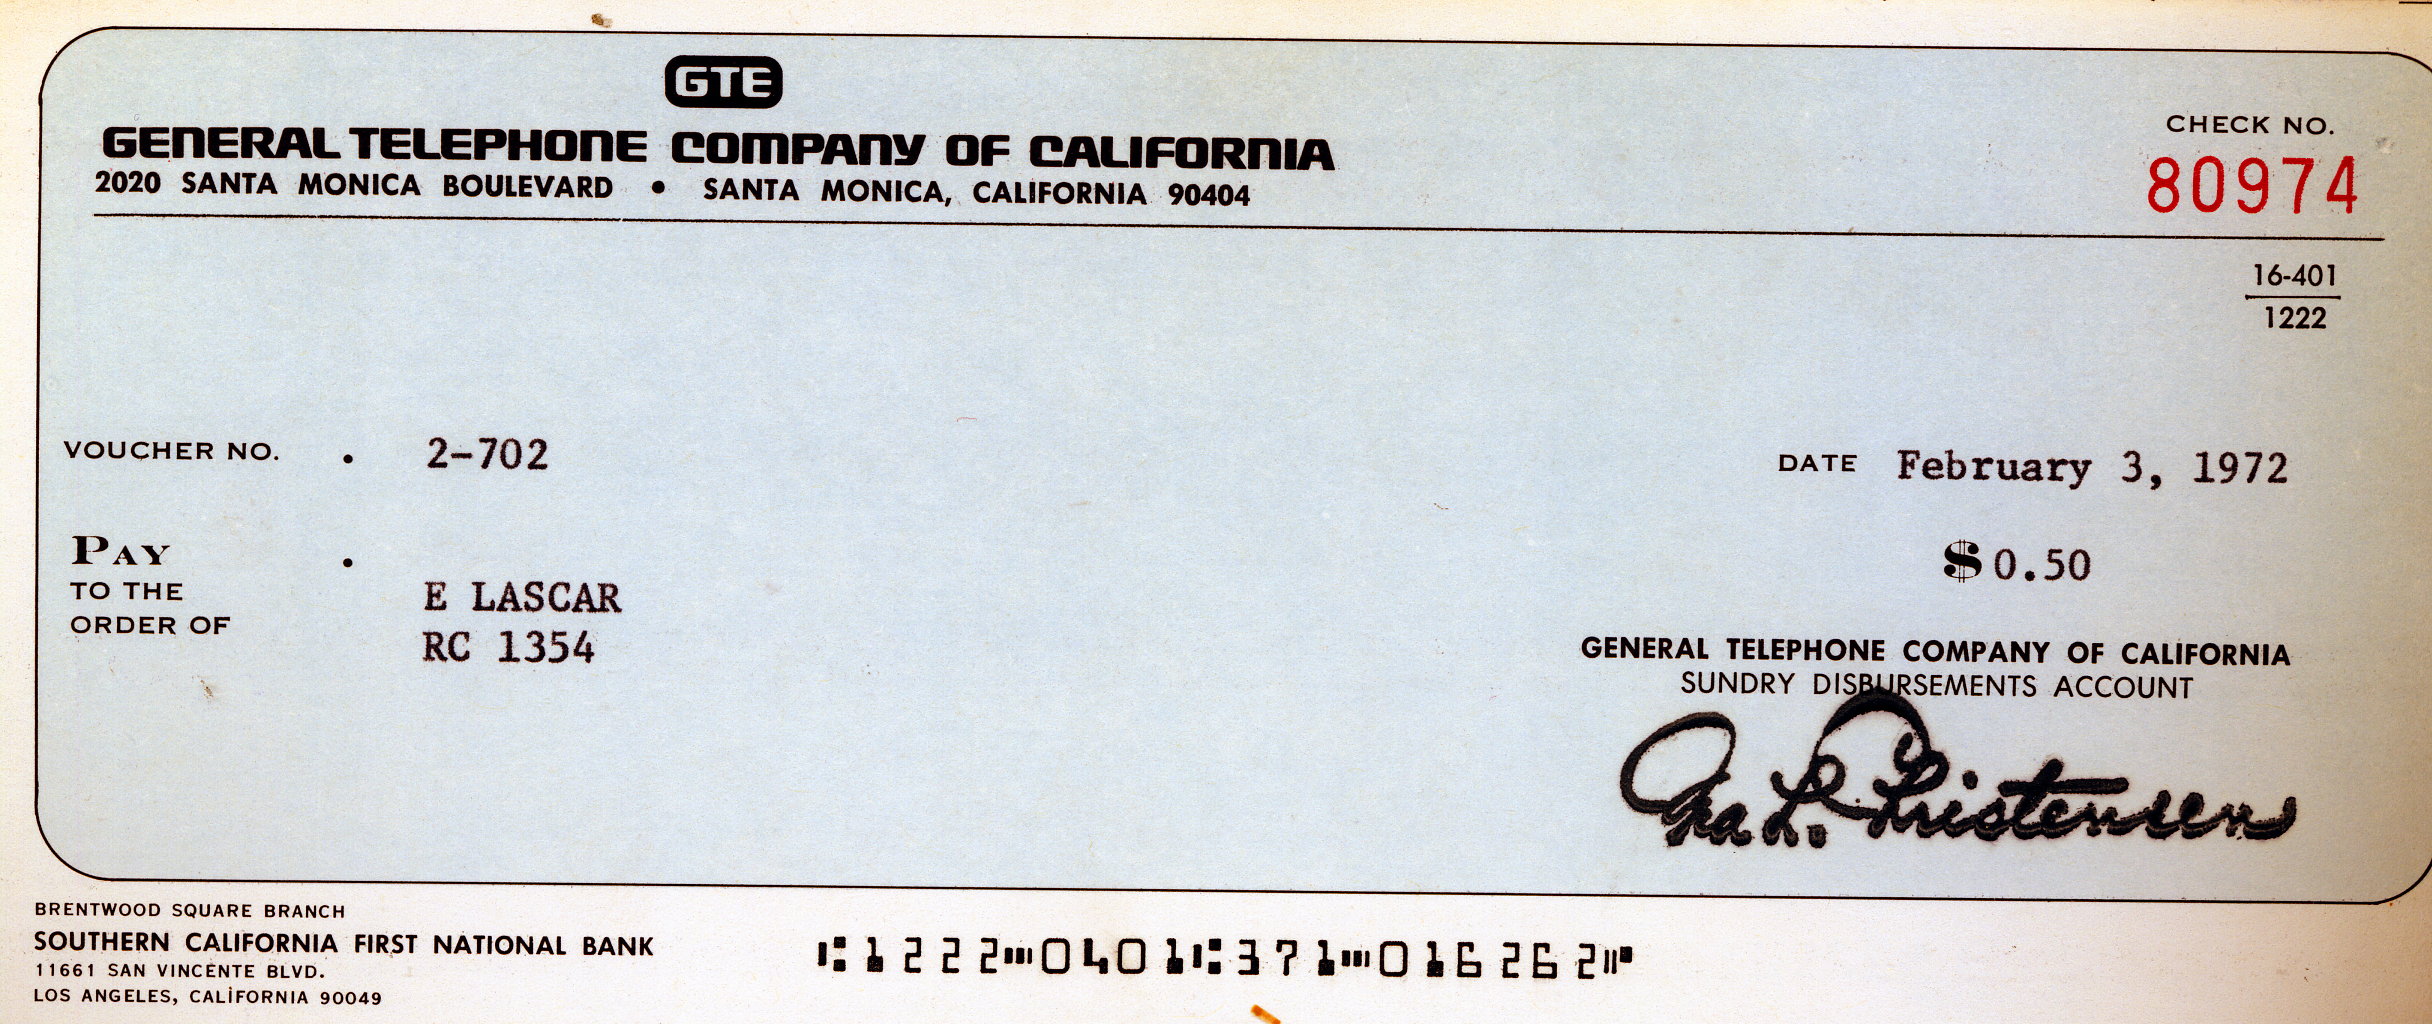 GTE
GENERAL TELEPHONE COMPANY OF CALIFORNIA
2020 SANTA MONICA BOULEVARD • SANTA MONICA, CALIFORNIA 90404
CHECK NO.
80974
16-401
1222
VOUCHER NO. . 2-702
DATE February 3, 1972
PAY .
TO THE
ORDER OF
E LASCAR
RC 1354
$0.50
GENERAL TELEPHONE COMPANY OF CALIFORNIA
SUNDRY DISBURSEMENTS ACCOUNT
Ira L. Christensen
BRENTWOOD SQUARE BRANCH
SOUTHERN CALIFORNIA FIRST NATIONAL BANK
11661 SAN VINCENTE BLVD.
LOS ANGELES, CALIFORNIA 90049
⑆1222⑉0401⑆371⑉016262⑈